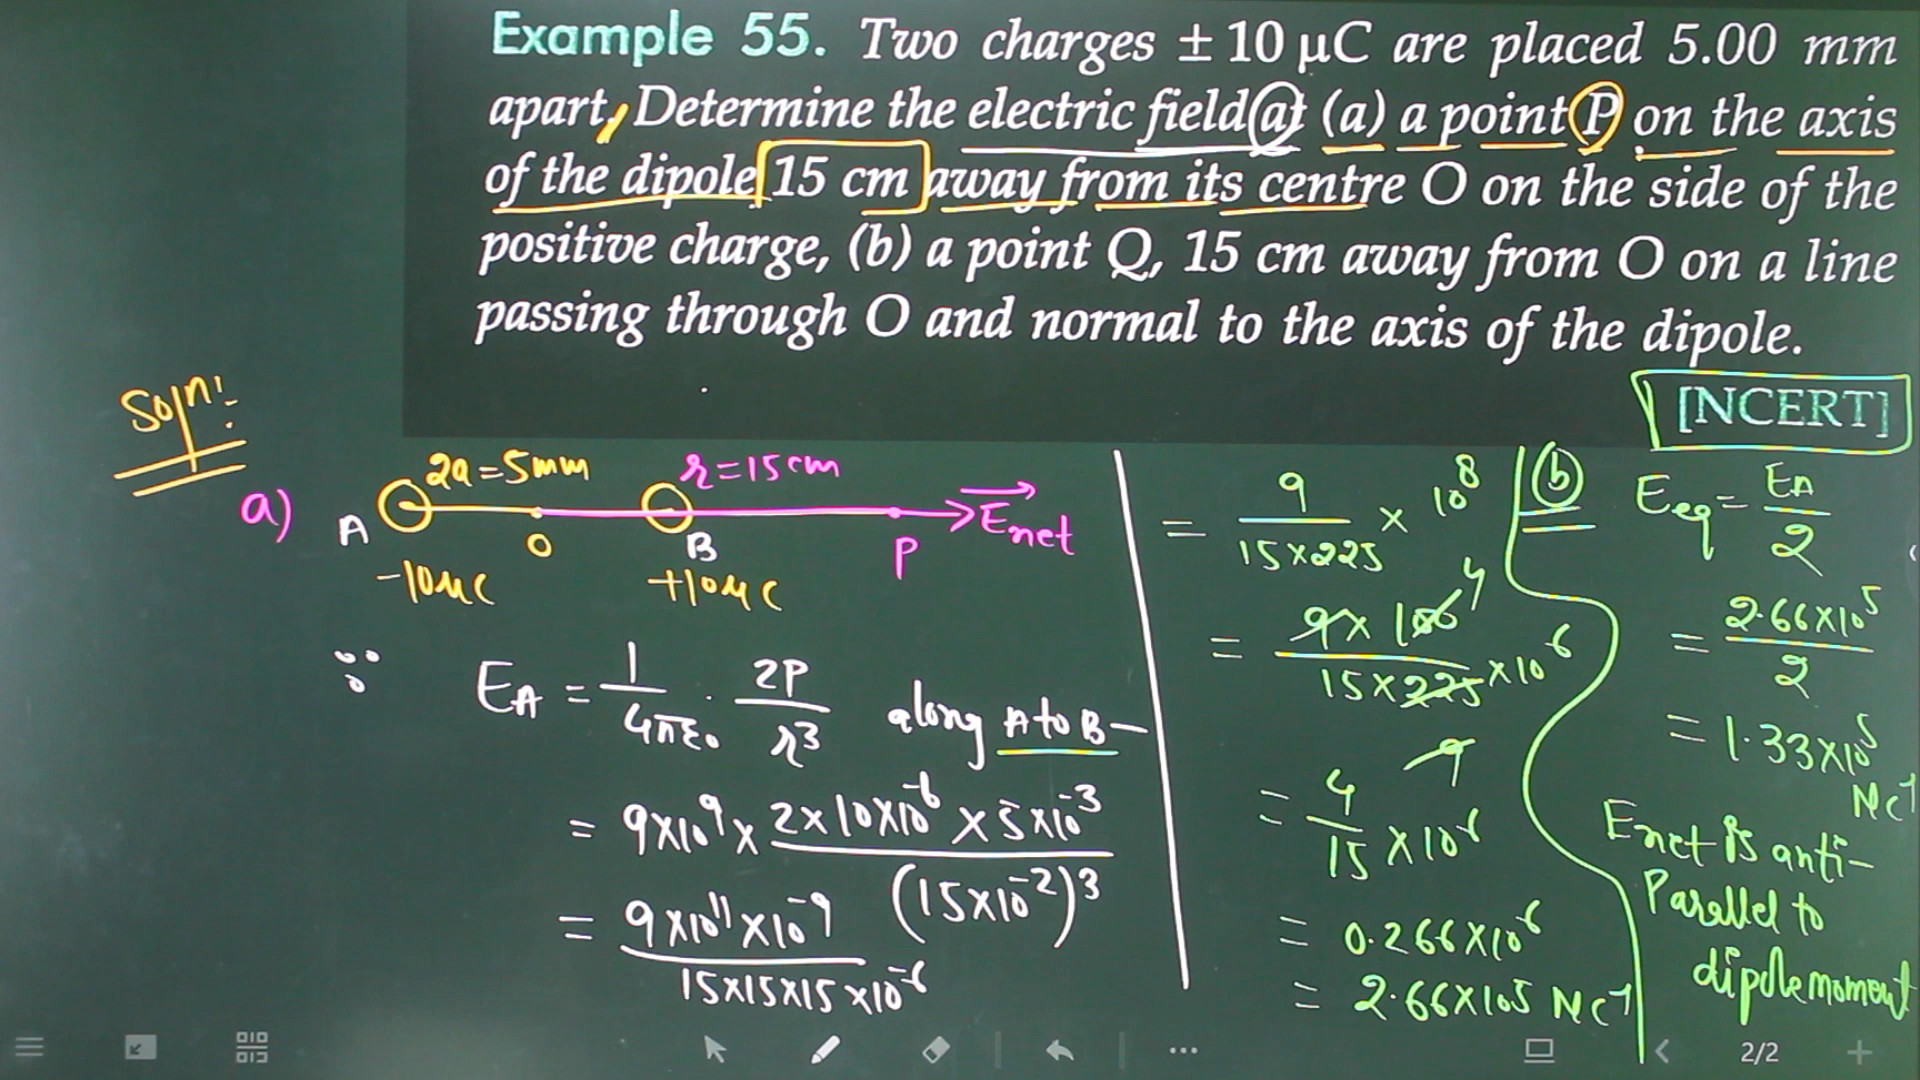 Example 55. Two charges ± 10 μC are placed 5.00 mm
apart, Determine the electric field at (a) a point P on the axis
of the dipole 15 cm away from its centre O on the side of the
positive charge, (b) a point Q, 15 cm away from O on a line
passing through O and normal to the axis of the dipole.
[NCERT]
Soln:
a)
2a=5mm
r=15cm
A
O
B
P
Enet
-10μC
+10μC
∵ E_A = 1/4πε₀ · 2P/r³ along A to B
= 9×10⁹ × 2×10×10⁻⁶ × 5×10⁻³ / (15×10⁻²)³
= 9×10¹¹×10⁻⁹ / 15×15×15×10⁻⁶
= 9/15×225 × 10⁸
= 9×100 4 / 15×225 × 10⁶
9
= 4/15 × 10⁶
= 0.266×10⁶
= 2.66×10⁵ NC⁻¹
(b) Eeq = E_A/2
= 2.66×10⁵/2
= 1.33×10⁵
NC⁻¹
Enet is anti-
Parallel to
dipole moment
2/2